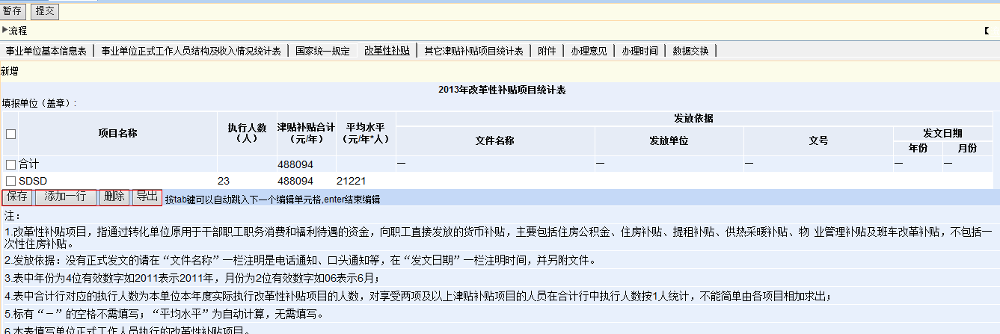 暂存 提交
流程 【
事业单位基本信息表 事业单位正式工作人员结构及收入情况统计表 国家统一规定 改革性补贴 其它津贴补贴项目统计表 附件 办理意见 办理时间 数据交换
新增
2013年改革性补贴项目统计表
填报单位（盖章）:
项目名称 执行人数（人） 津贴补贴合计（元/年） 平均水平（元/年*人） 发放依据
文件名称 发放单位 文号 发文日期
年份 月份
合计 488094 — — — — —
SDSD 23 488094 21221
保存 添加一行 删除 导出 按tab键可以自动跳入下一个编辑单元格,enter结束编辑
注：
1.改革性补贴项目，指通过转化单位原用于干部职工职务消费和福利待遇的资金，向职工直接发放的货币补贴，主要包括住房公积金、住房补贴、提租补贴、供热采暖补贴、物 业管理补贴及班车改革补贴，不包括一
次性住房补贴。
2.发放依据：没有正式发文的请在“文件名称”一栏注明是电话通知、口头通知等，在“发文日期”一栏注明时间，并另附文件。
3.表中年份为4位有效数字如2011表示2011年，月份为2位有效数字如06表示6月；
4.表中合计行对应的执行人数为本单位本年度实际执行改革性补贴项目的人数，对享受两项及以上津贴补贴项目的人员在合计行中执行人数按1人统计，不能简单由各项目相加求出；
5.标有“－”的空格不需填写；“平均水平”为自动计算，无需填写。
6.本表填写单位正式工作人员执行的改革性补贴项目。